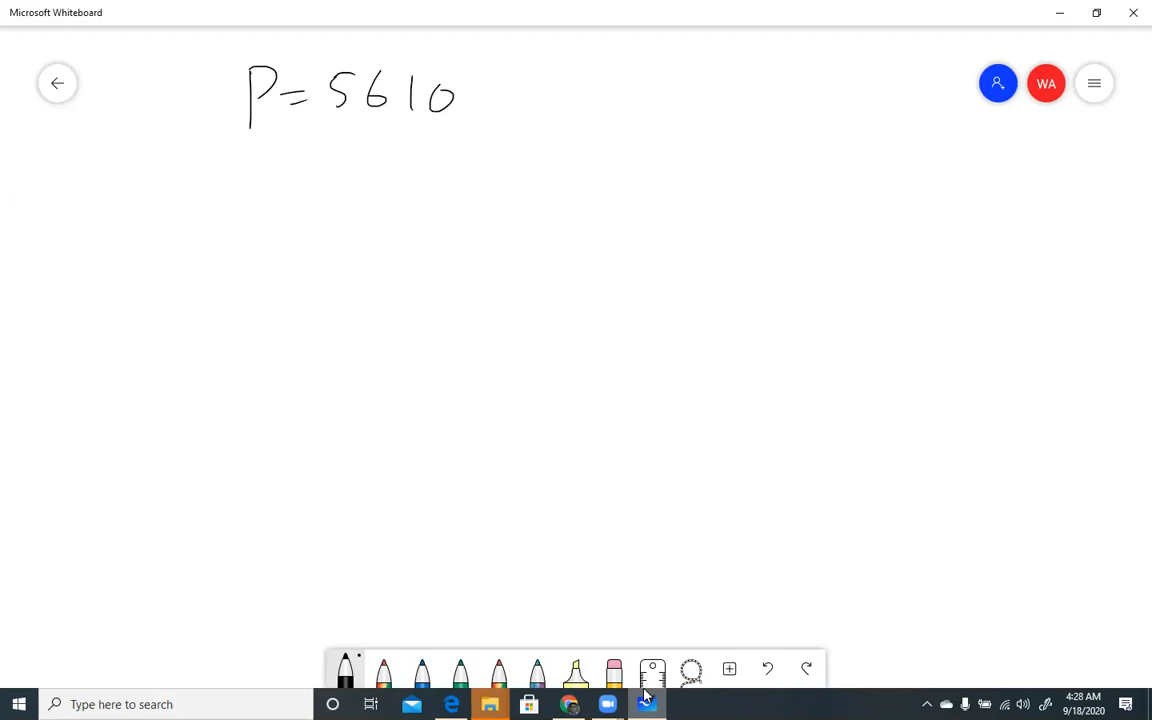 Microsoft Whiteboard
P = 5610
WA
Type here to search
4:28 AM
9/18/2020